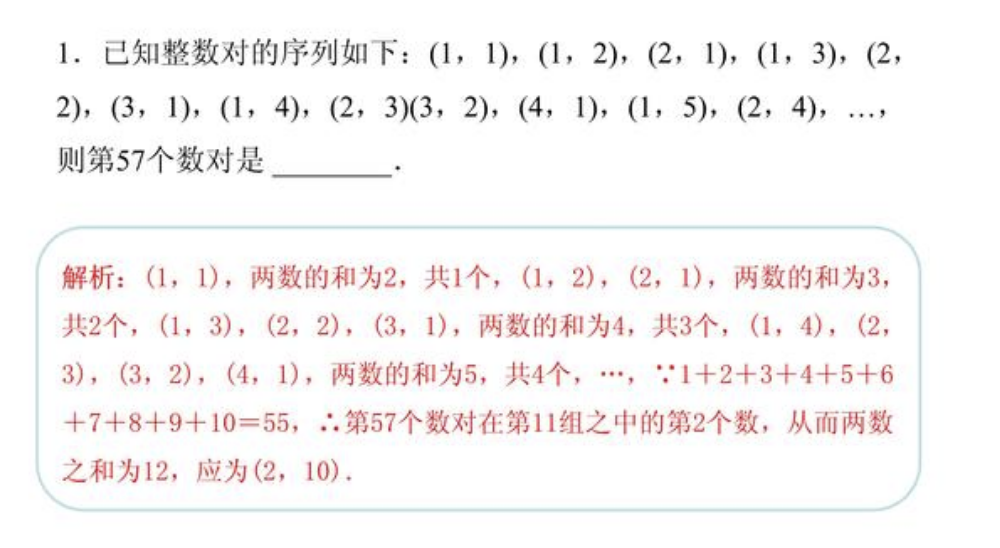 1．已知整数对的序列如下：(1，1)，(1，2)，(2，1)，(1，3)，(2，
2)，(3，1)，(1，4)，(2，3)(3，2)，(4，1)，(1，5)，(2，4)，…，
则第57个数对是 ________．
解析：(1，1)，两数的和为2，共1个，(1，2)，(2，1)，两数的和为3，
共2个，(1，3)，(2，2)，(3，1)，两数的和为4，共3个，(1，4)，(2，
3)，(3，2)，(4，1)，两数的和为5，共4个，…，∵1＋2＋3＋4＋5＋6
＋7＋8＋9＋10＝55，∴第57个数对在第11组之中的第2个数，从而两数
之和为12，应为(2，10)．